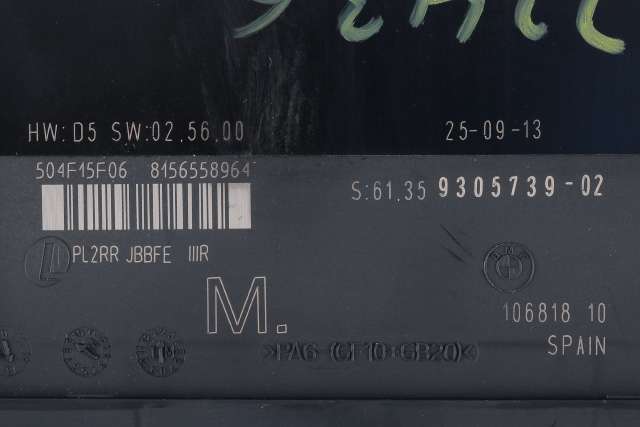 HW: D5 SW:02.56.00 25-09-13
504F15F06 8156558964
S:61.35 9305739-02
PL2RR JBBFE IIIR
BMW
M.
106818 10
>PA6 (GF10+GB20)<
SPAIN